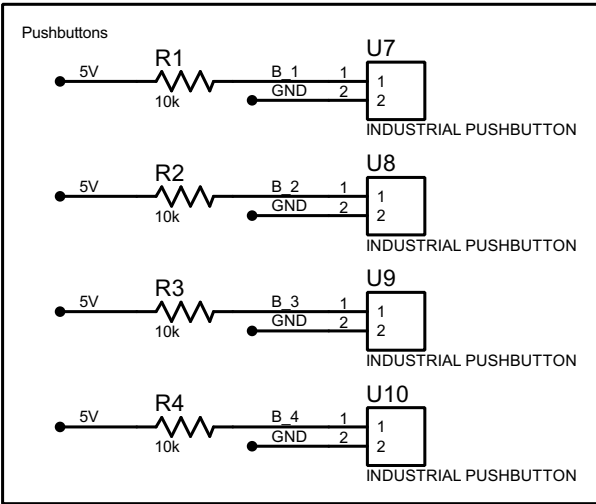 Pushbuttons
R1
U7
5V
B_1
1
1
10k
GND
2
2
INDUSTRIAL PUSHBUTTON
R2
U8
5V
B_2
1
1
10k
GND
2
2
INDUSTRIAL PUSHBUTTON
R3
U9
5V
B_3
1
1
10k
GND
2
2
INDUSTRIAL PUSHBUTTON
R4
U10
5V
B_4
1
1
10k
GND
2
2
INDUSTRIAL PUSHBUTTON